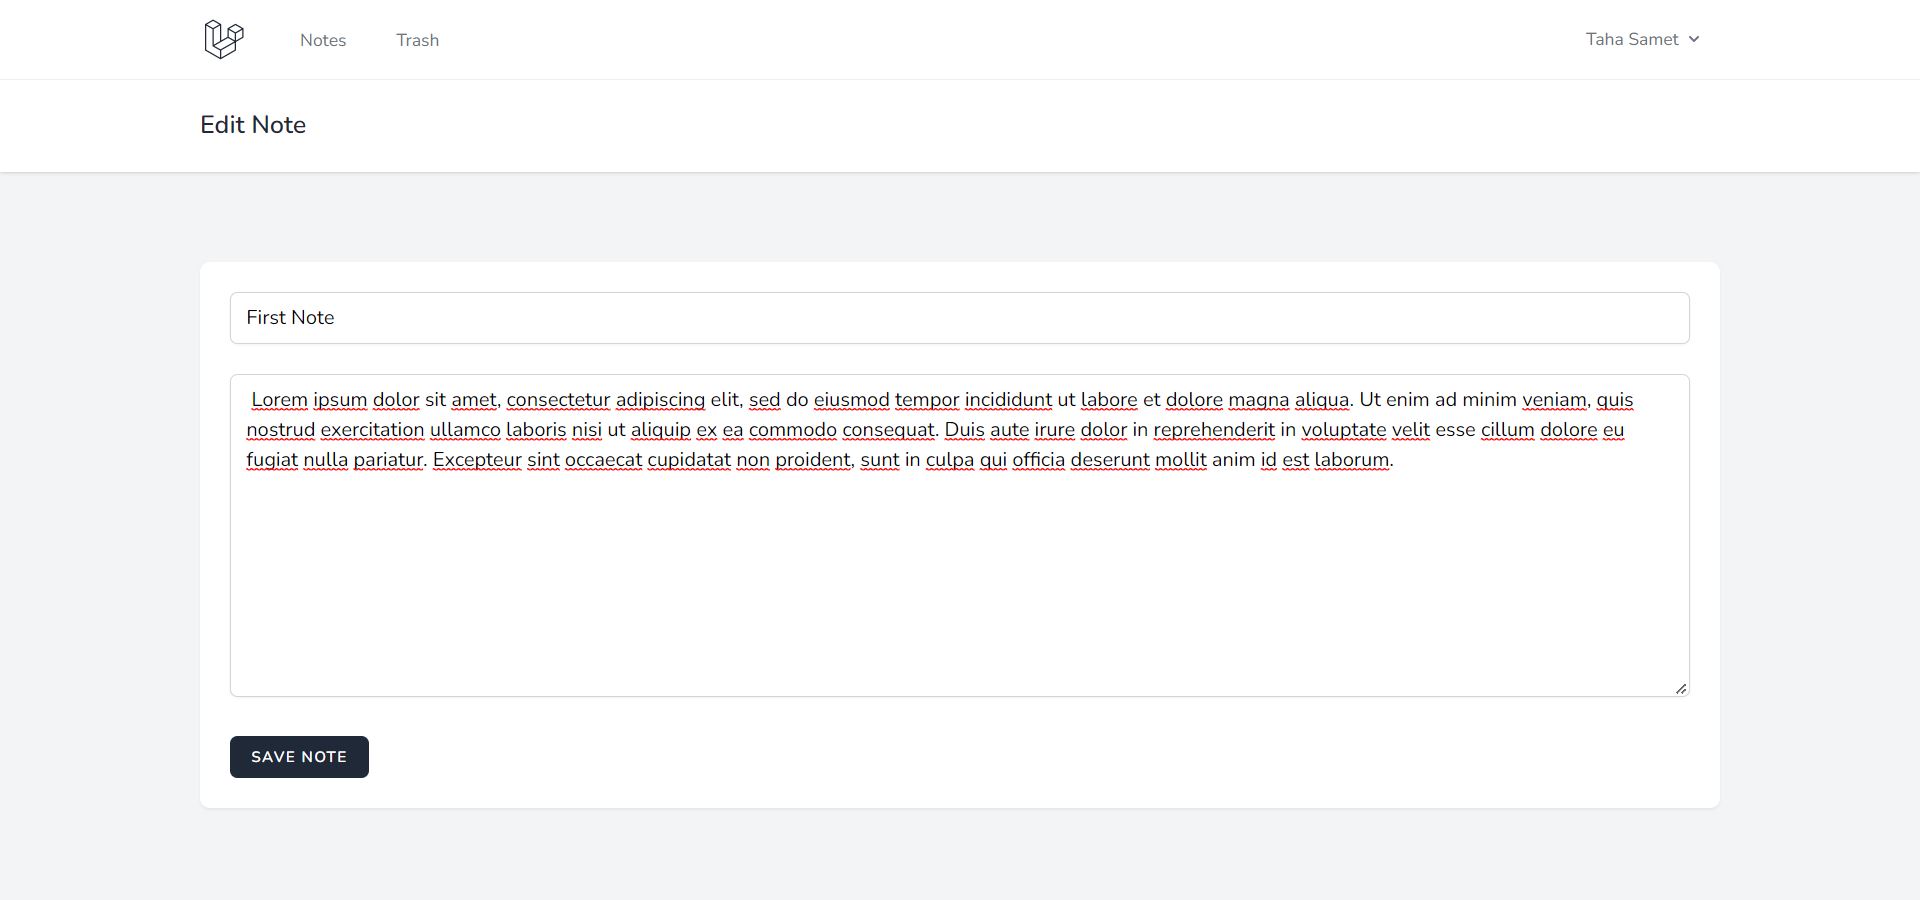 Notes
Trash
Taha Samet
Edit Note
First Note
Lorem ipsum dolor sit amet, consectetur adipiscing elit, sed do eiusmod tempor incididunt ut labore et dolore magna aliqua. Ut enim ad minim veniam, quis
nostrud exercitation ullamco laboris nisi ut aliquip ex ea commodo consequat. Duis aute irure dolor in reprehenderit in voluptate velit esse cillum dolore eu
fugiat nulla pariatur. Excepteur sint occaecat cupidatat non proident, sunt in culpa qui officia deserunt mollit anim id est laborum.
SAVE NOTE